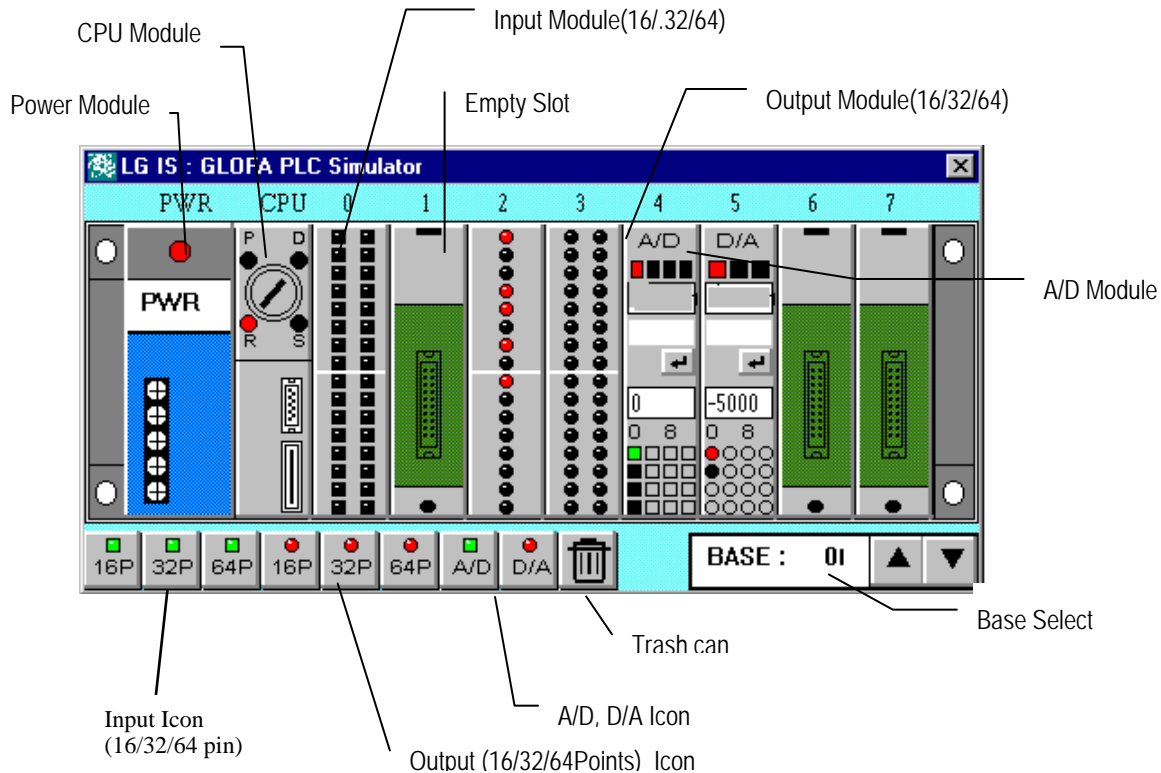 Input Module(16/.32/64)
CPU Module
Power Module
Empty Slot
Output Module(16/32/64)
LG IS : GLOFA PLC Simulator
PWR CPU 0 1 2 3 4 5 6 7
P D
A/D D/A
PWR
R S
A/D Module
0 -5000
0 8 0 8
16P 32P 64P 16P 32P 64P A/D D/A
BASE : 0
Base Select
Trash can
Input Icon
(16/32/64 pin)
A/D, D/A Icon
Output (16/32/64Points) Icon